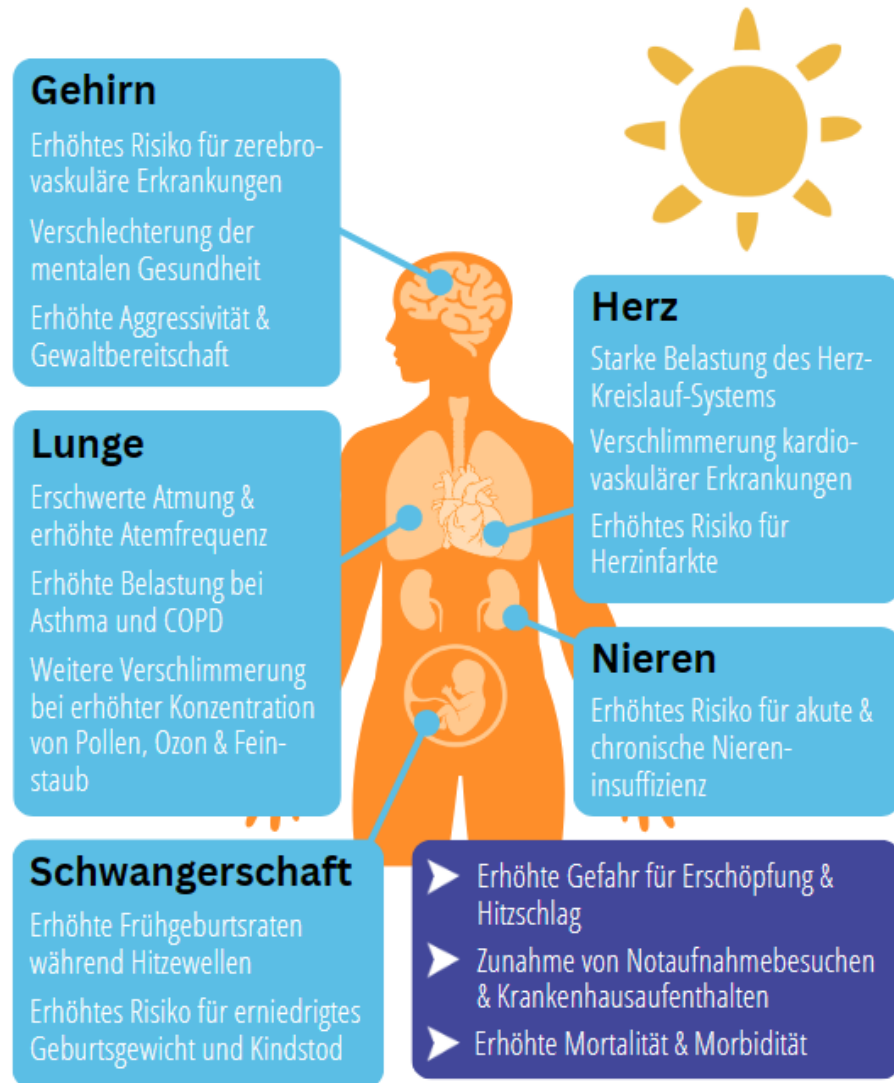 Gehirn
Erhöhtes Risiko für zerebro-
vaskuläre Erkrankungen
Verschlechterung der
mentalen Gesundheit
Erhöhte Aggressivität &
Gewaltbereitschaft
Herz
Starke Belastung des Herz-
Kreislauf-Systems
Verschlimmerung kardio-
vaskulärer Erkrankungen
Erhöhtes Risiko für
Herzinfarkte
Lunge
Erschwerte Atmung &
erhöhte Atemfrequenz
Erhöhte Belastung bei
Asthma und COPD
Weitere Verschlimmerung
bei erhöhter Konzentration
von Pollen, Ozon & Fein-
staub
Nieren
Erhöhtes Risiko für akute &
chronische Nieren-
insuffizienz
Schwangerschaft
Erhöhte Frühgeburtsraten
während Hitzewellen
Erhöhtes Risiko für erniedrigtes
Geburtsgewicht und Kindstod
Erhöhte Gefahr für Erschöpfung &
Hitzschlag
Zunahme von Notaufnahmebesuchen
& Krankenhausaufenthalten
Erhöhte Mortalität & Morbidität